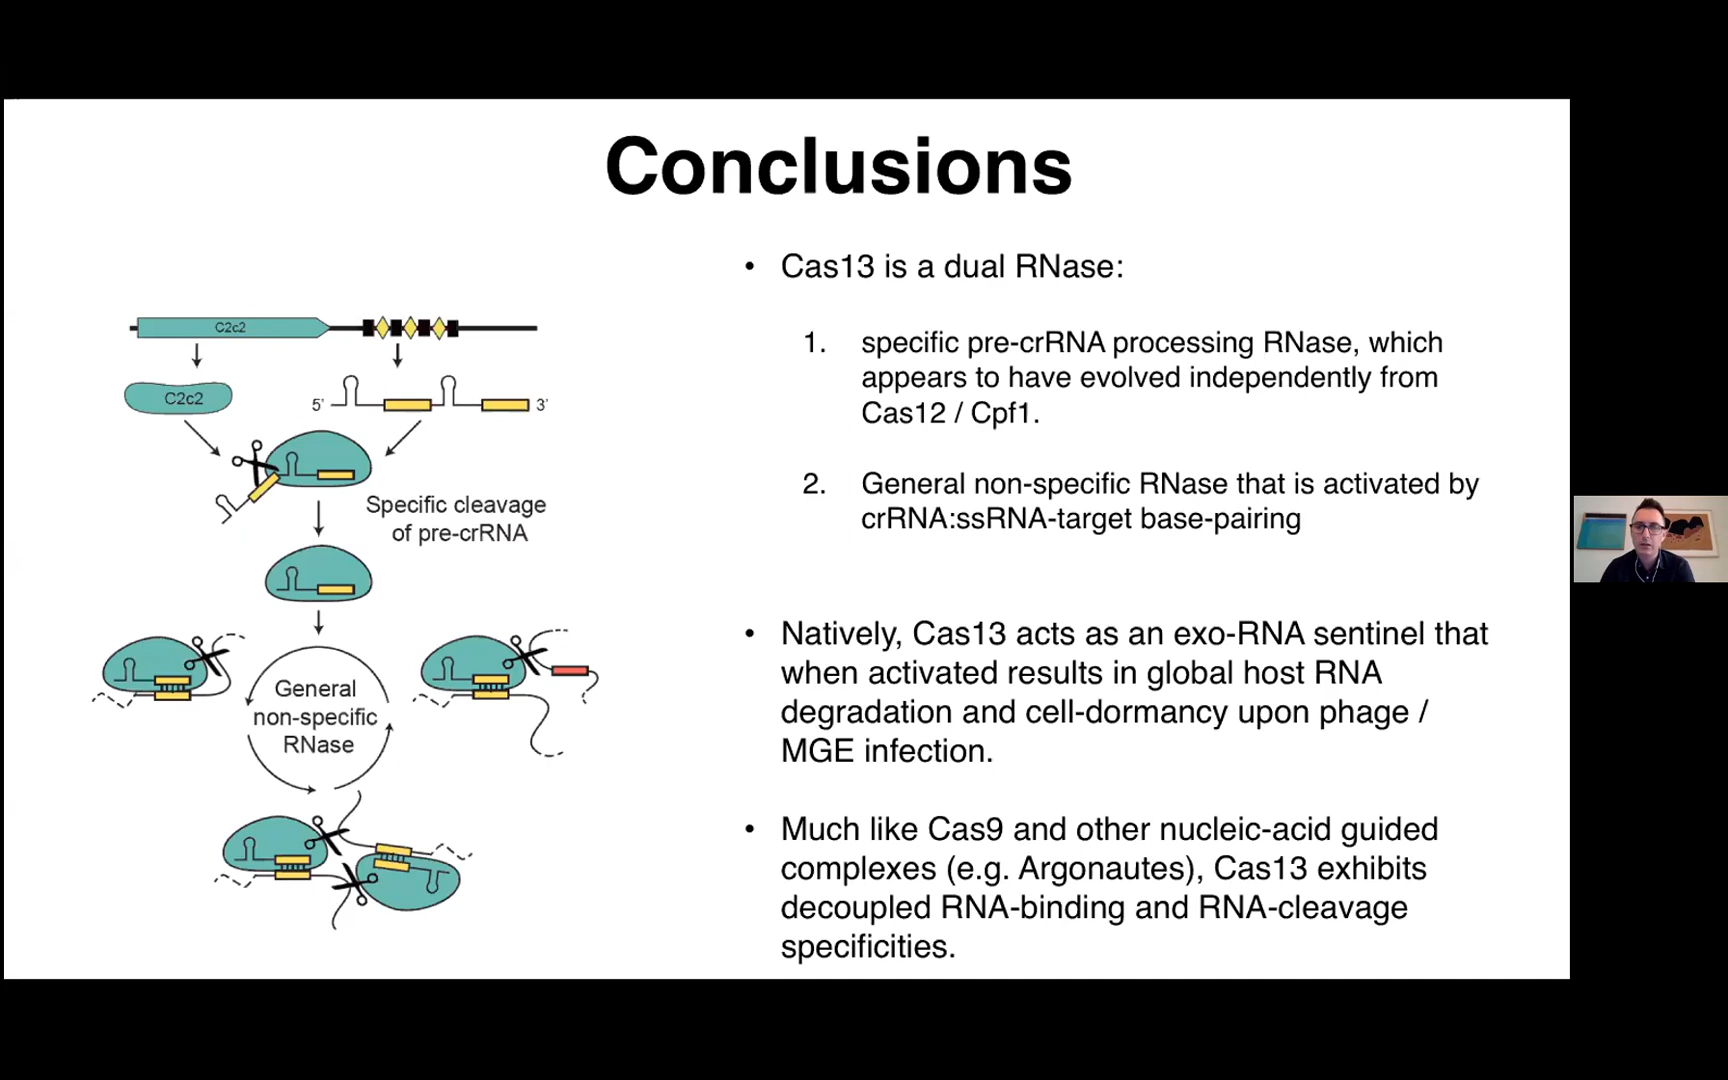 Conclusions
C2c2
C2c2
5’
3’
Specific cleavage
of pre-crRNA
General
non-specific
RNase
• Cas13 is a dual RNase:
1. specific pre-crRNA processing RNase, which
appears to have evolved independently from
Cas12 / Cpf1.
2. General non-specific RNase that is activated by
crRNA:ssRNA-target base-pairing
• Natively, Cas13 acts as an exo-RNA sentinel that
when activated results in global host RNA
degradation and cell-dormancy upon phage /
MGE infection.
• Much like Cas9 and other nucleic-acid guided
complexes (e.g. Argonautes), Cas13 exhibits
decoupled RNA-binding and RNA-cleavage
specificities.